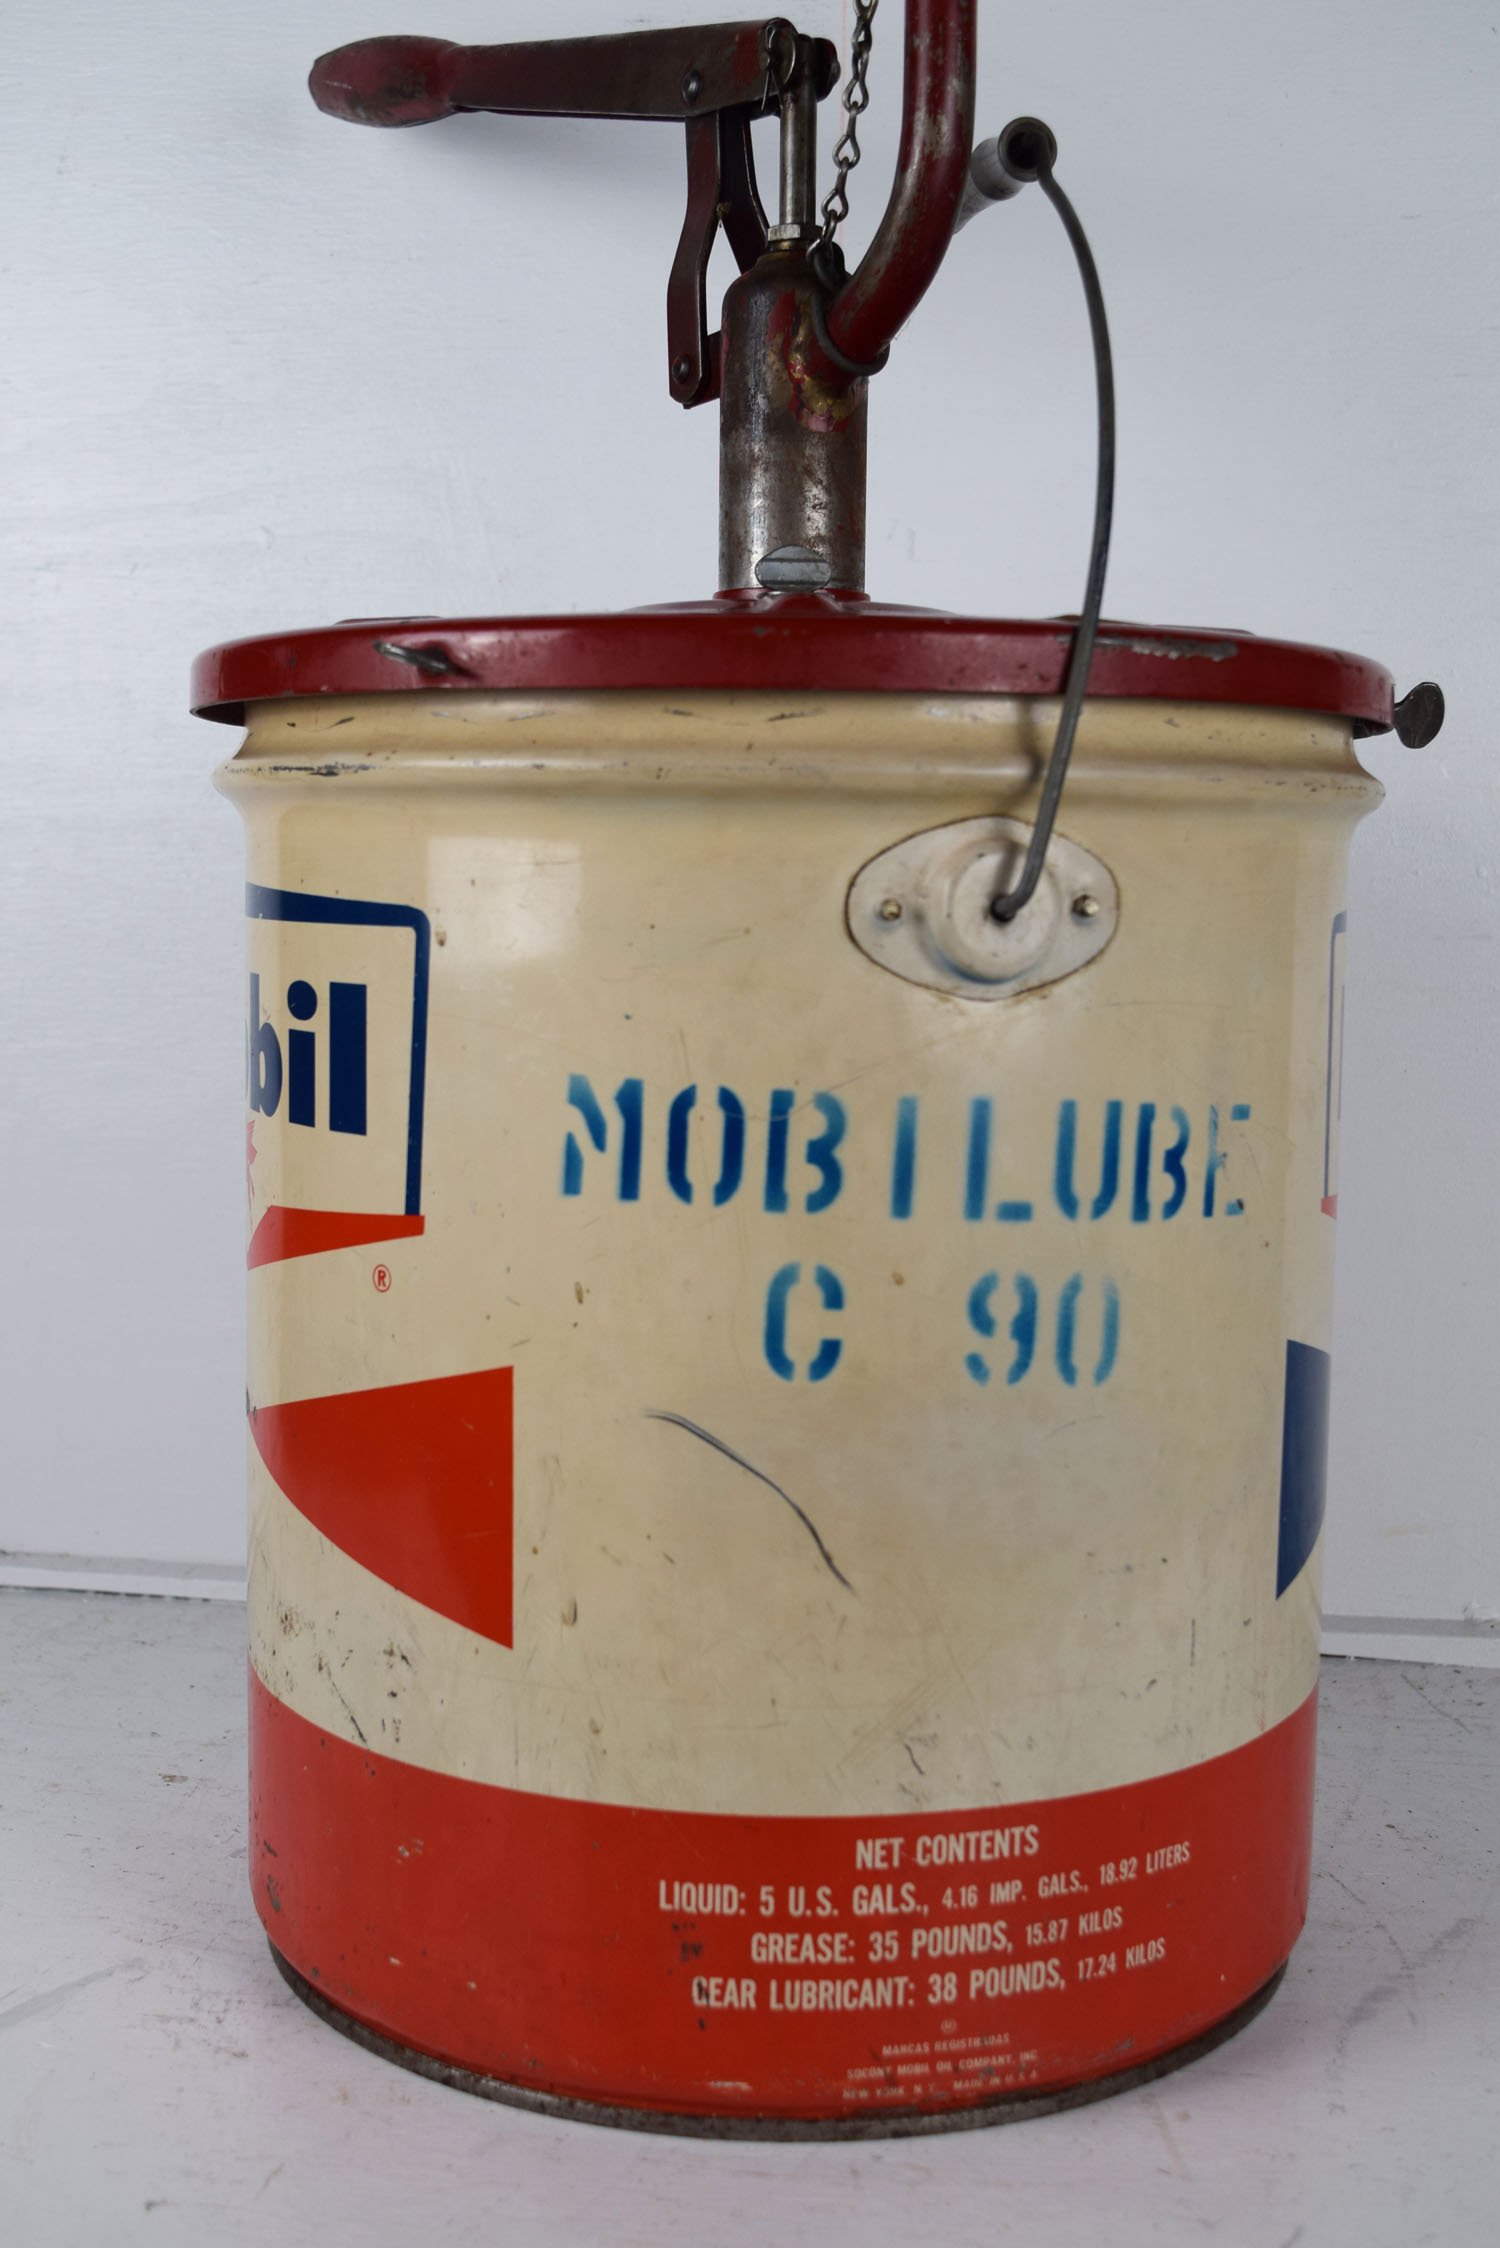 bil
®
MOBILUBE
C 90
NET CONTENTS
LIQUID: 5 U.S. GALS., 4.16 IMP. GALS., 18.92 LITERS
GREASE: 35 POUNDS, 15.87 KILOS
GEAR LUBRICANT: 38 POUNDS, 17.24 KILOS
MARCAS REGISTRADAS
SOCONY MOBIL OIL COMPANY, INC.
NEW YORK, N.Y. MADE IN U.S.A.